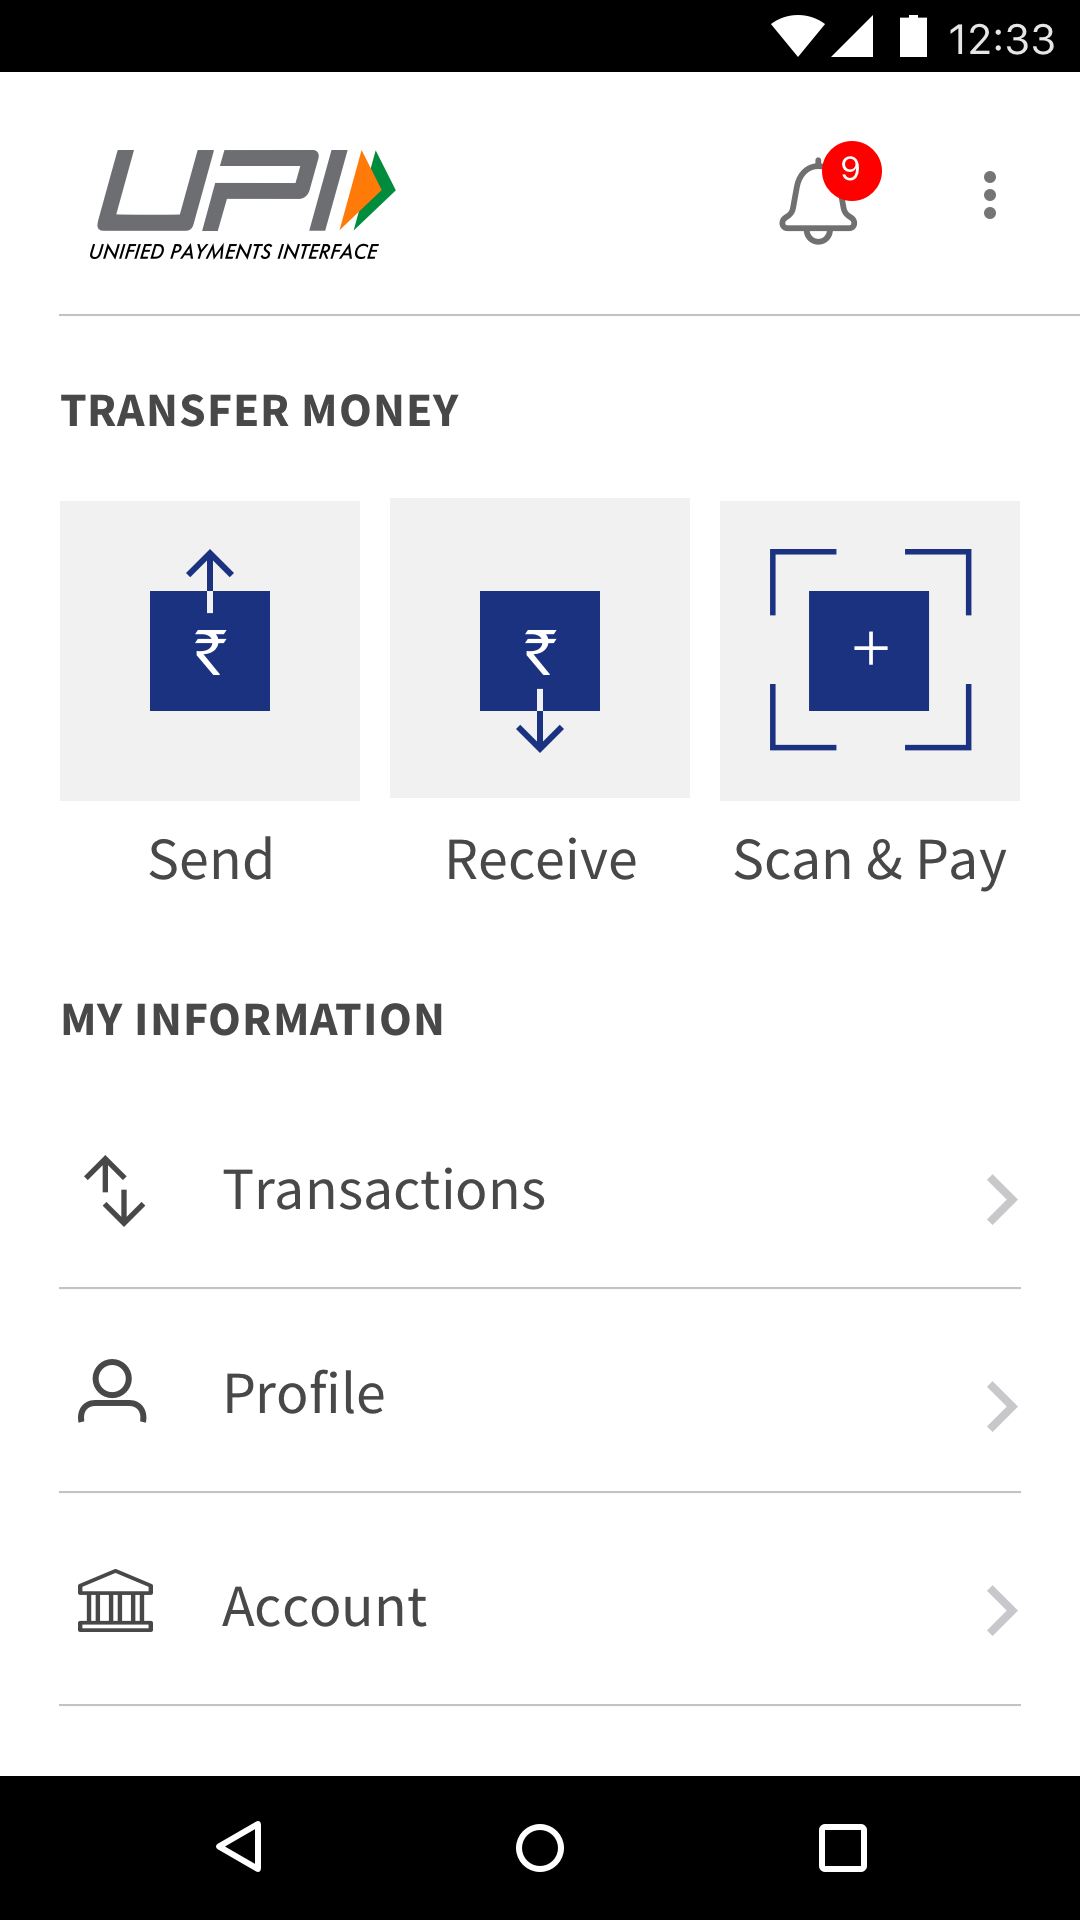 12:33
UPI
9
UNIFIED PAYMENTS INTERFACE
TRANSFER MONEY
₹ ₹ +
Send Receive Scan & Pay
MY INFORMATION
Transactions
Profile
Account